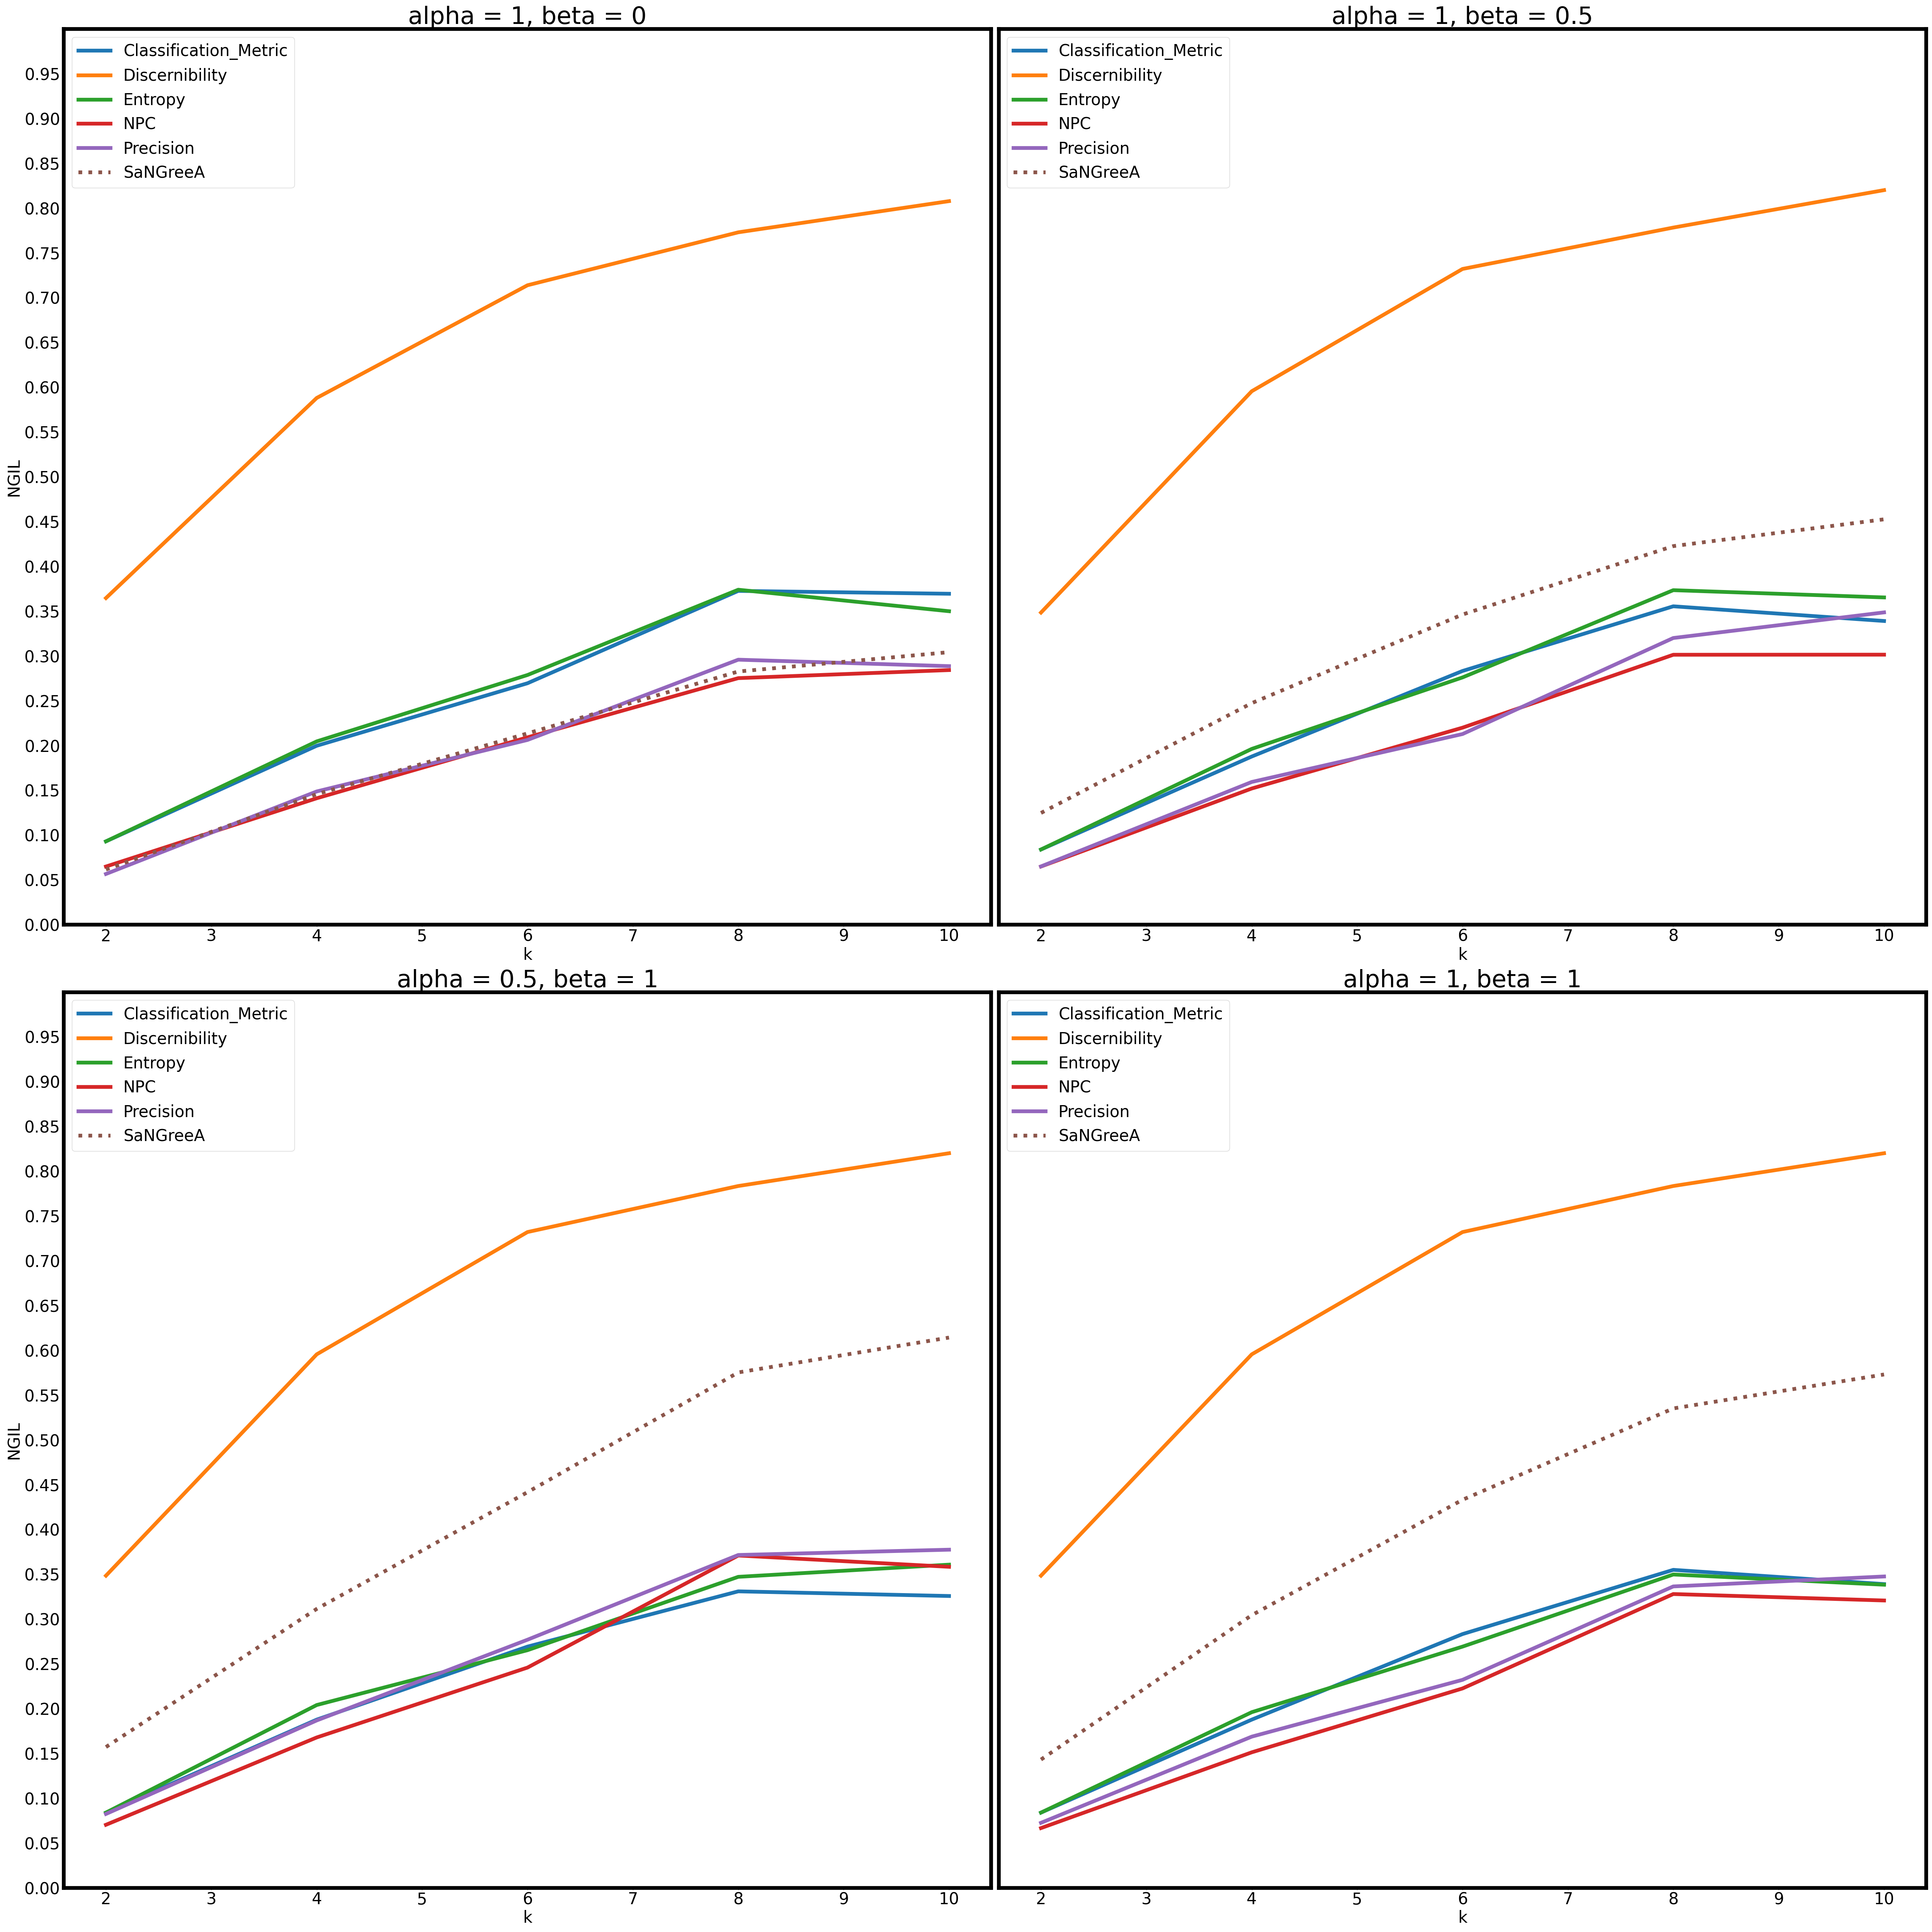 alpha = 1, beta = 0
Classification_Metric
Discernibility
Entropy
NPC
Precision
SaNGreeA
0.95
0.90
0.85
0.80
0.75
0.70
0.65
0.60
0.55
0.50
0.45
0.40
0.35
0.30
0.25
0.20
0.15
0.10
0.05
0.00
NGIL
2 3 4 5 6 7 8 9 10
k
alpha = 1, beta = 0.5
Classification_Metric
Discernibility
Entropy
NPC
Precision
SaNGreeA
2 3 4 5 6 7 8 9 10
k
alpha = 0.5, beta = 1
Classification_Metric
Discernibility
Entropy
NPC
Precision
SaNGreeA
0.95
0.90
0.85
0.80
0.75
0.70
0.65
0.60
0.55
0.50
0.45
0.40
0.35
0.30
0.25
0.20
0.15
0.10
0.05
0.00
NGIL
2 3 4 5 6 7 8 9 10
k
alpha = 1, beta = 1
Classification_Metric
Discernibility
Entropy
NPC
Precision
SaNGreeA
2 3 4 5 6 7 8 9 10
k